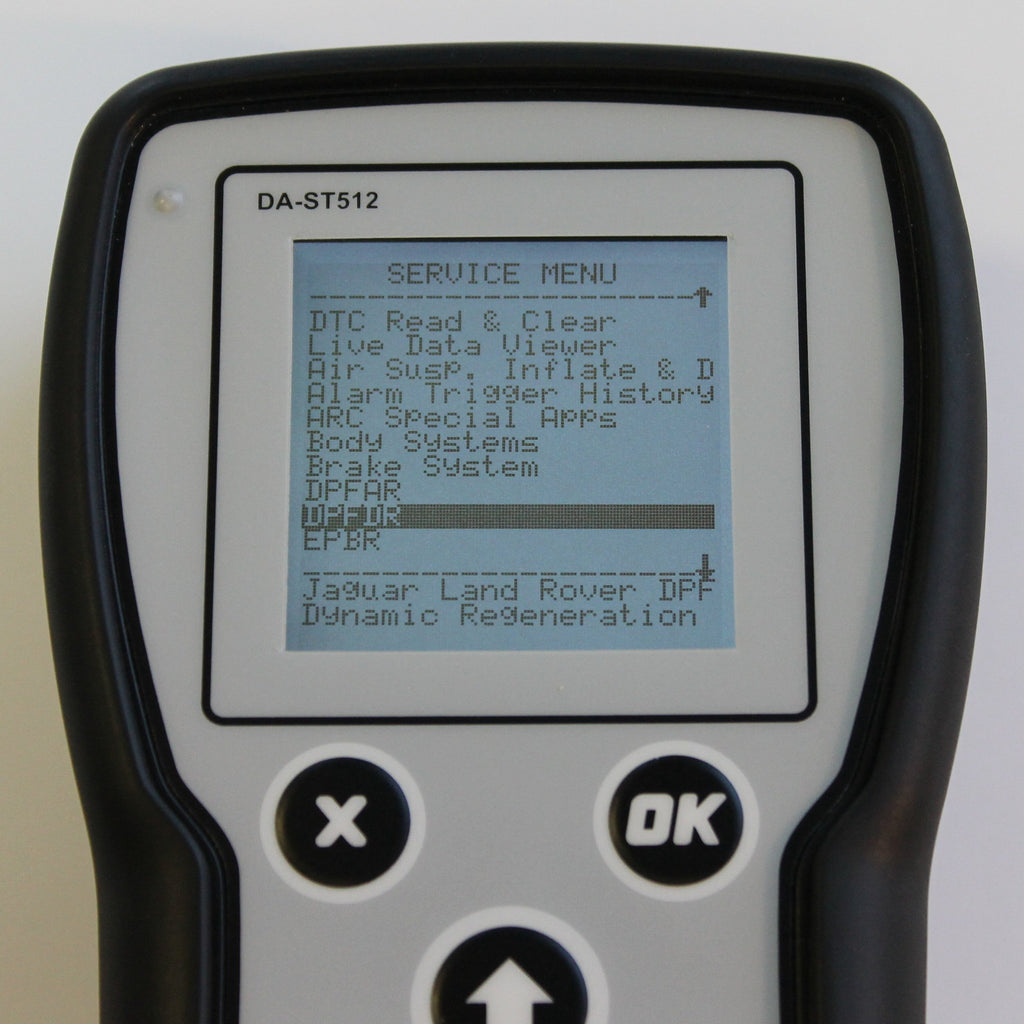 DA-ST512
SERVICE MENU
DTC Read & Clear
Live Data Viewer
Air Susp. Inflate & D
Alarm Trigger History
ARC Special Apps
Body Systems
Brake System
DPFAR
DPFDR
EPBR
Jaguar Land Rover DPF
Dynamic Regeneration
X
OK